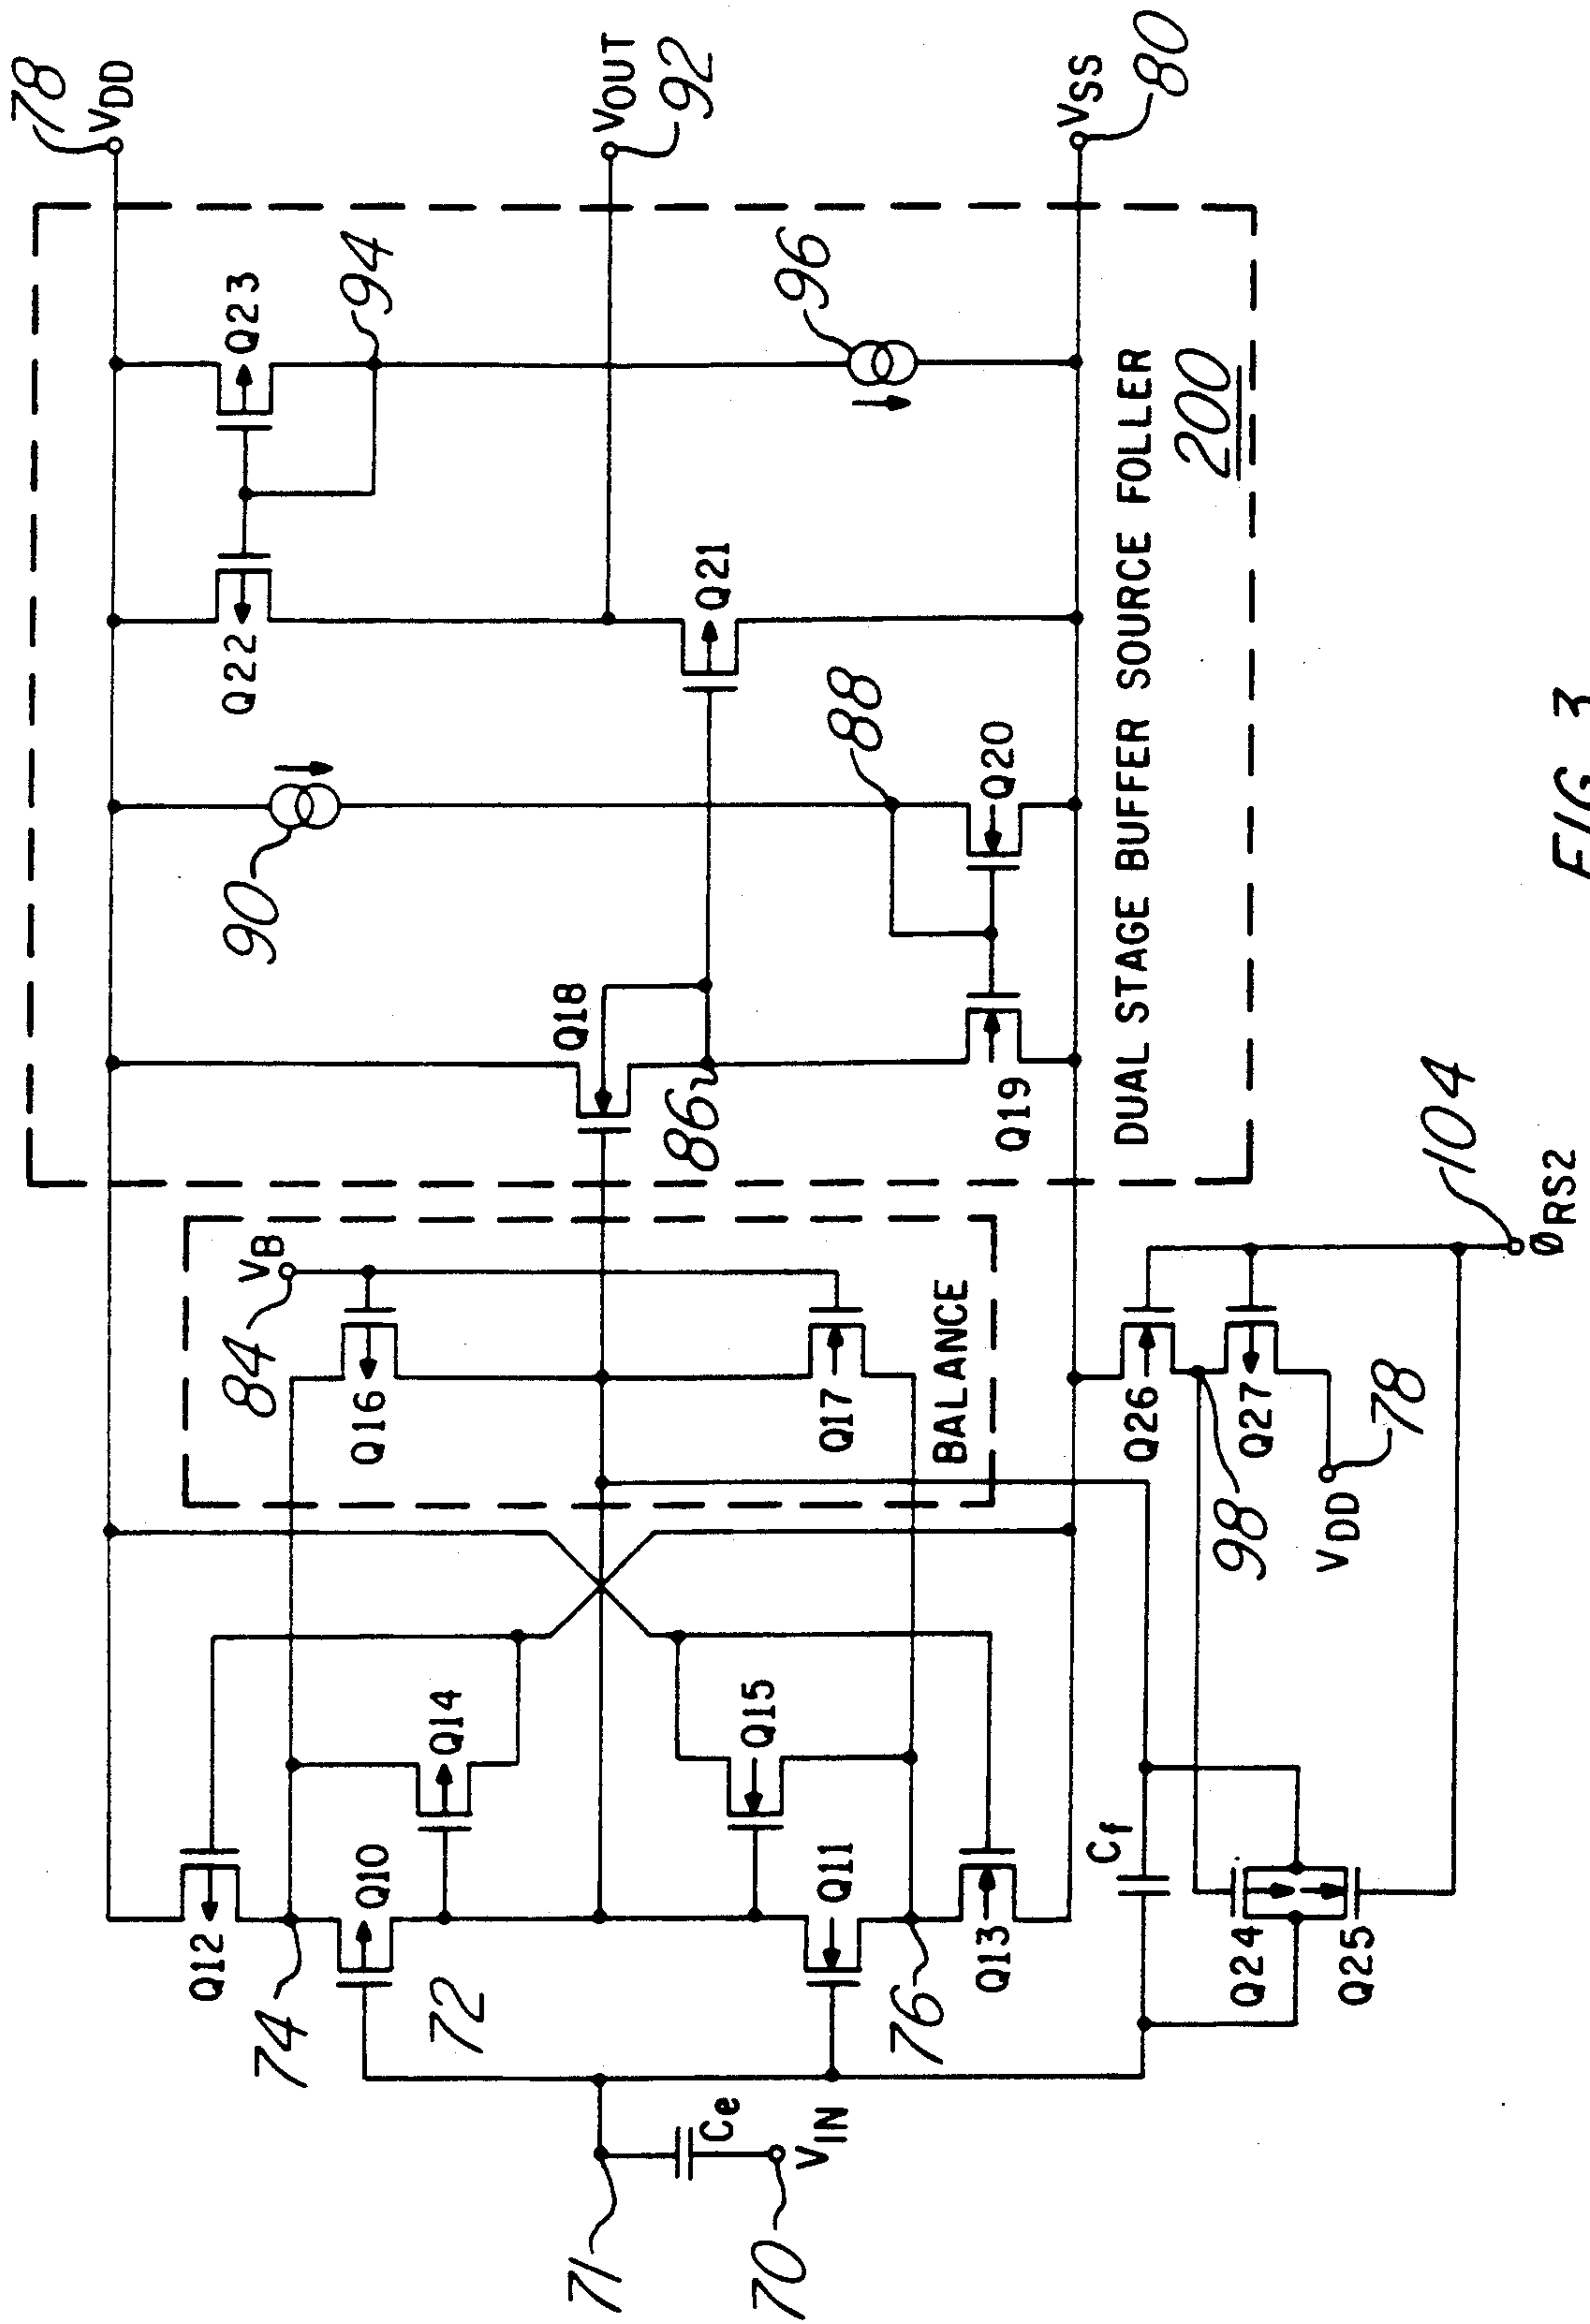 78
VDD
VOUT
92
VSS
80
Q23
94
96
Q22
Q21
90
88
Q20
Q18
86
Q19
DUAL STAGE BUFFER SOURCE FOLLER
200
VB
84
Q16
Q17
BALANCE
Q26
Q27
98
VDD
78
104
ØRS2
Q12
74
Q10
Q14
72
Q15
Q11
76
Q13
Cf
Q24
Q25
71
Ce
VIN
70
FIG. 3